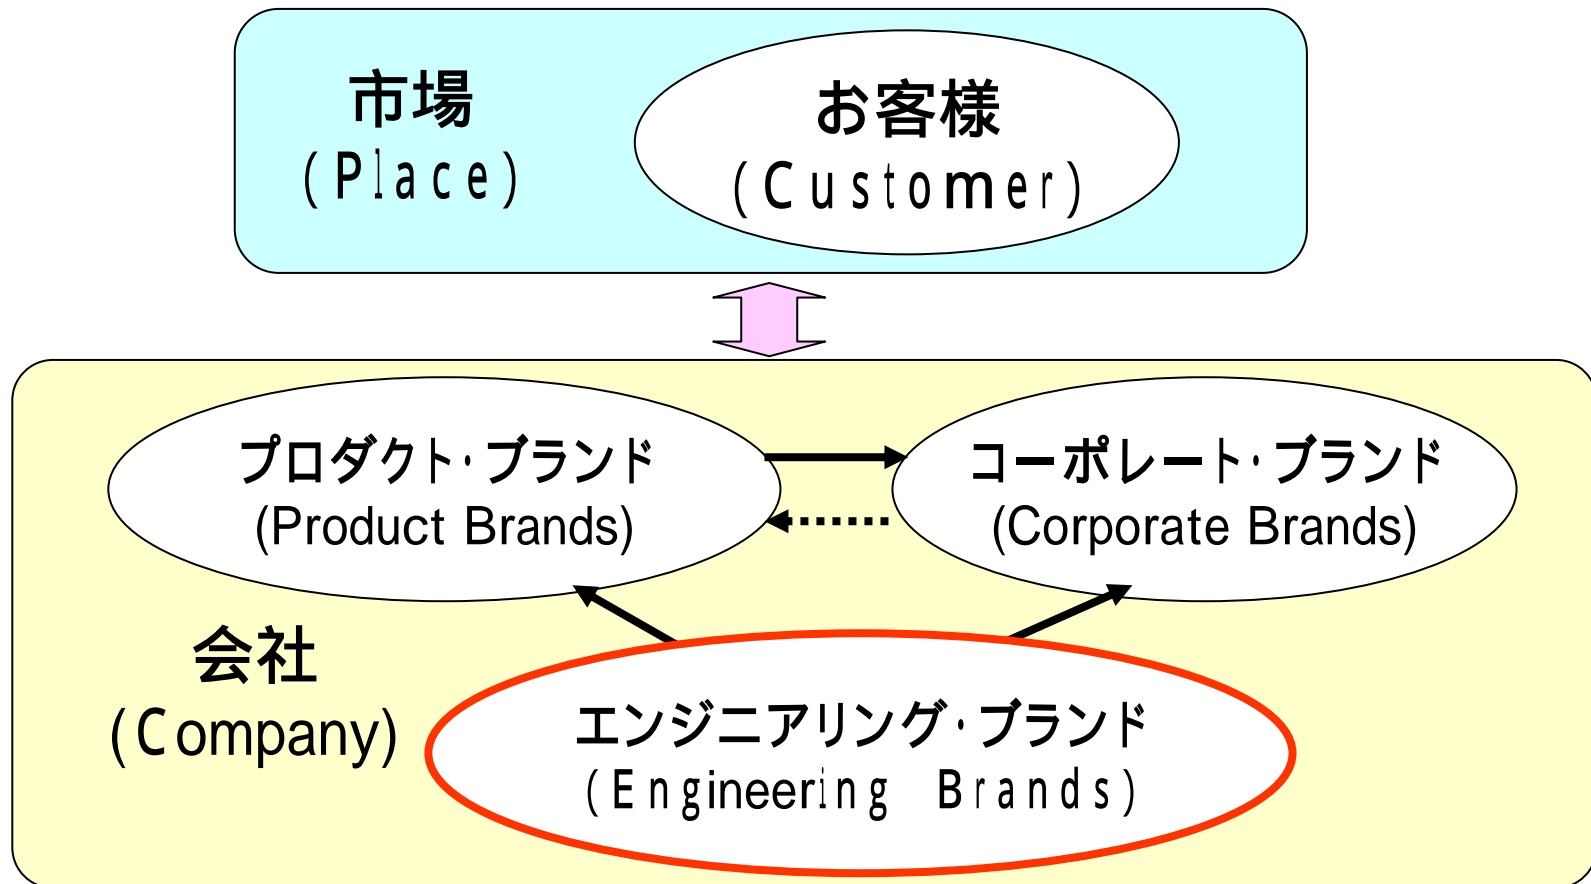 市場
(Place)
お客様
(Customer)
プロダクト・ブランド
(Product Brands)
コーポレート・ブランド
(Corporate Brands)
会社
(Company)
エンジニアリング・ブランド
(Engineering Brands)